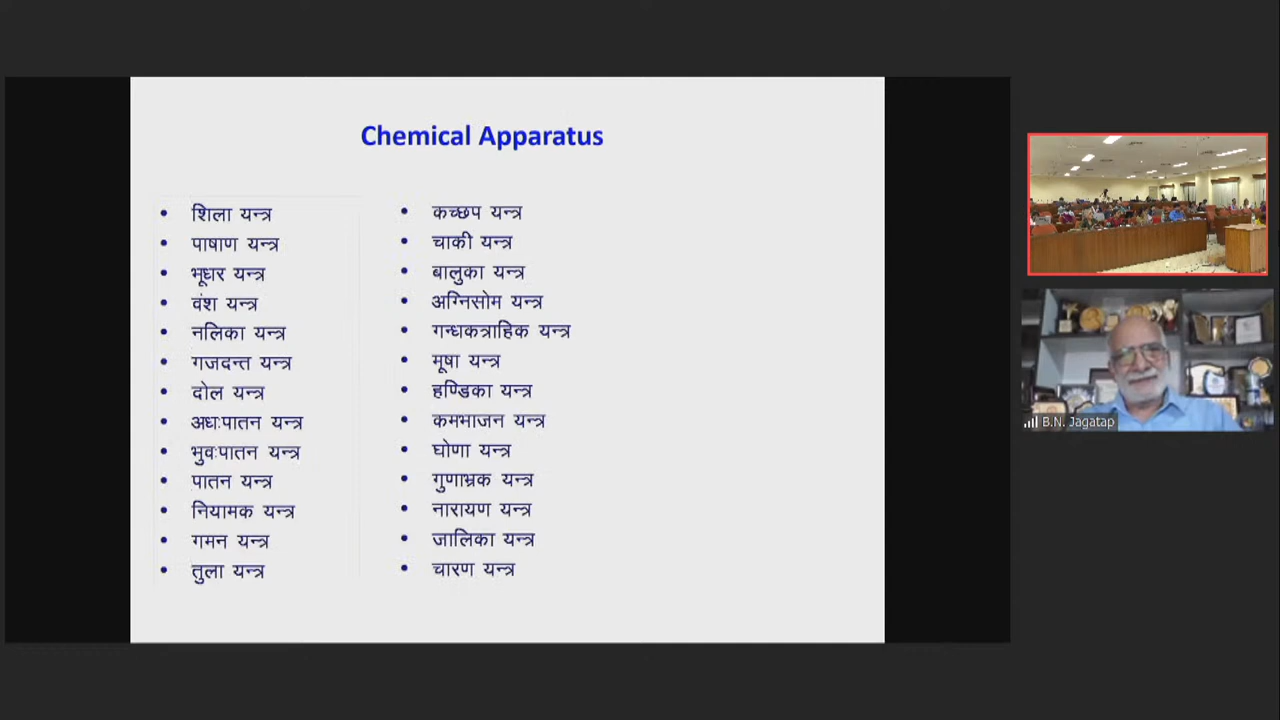 Chemical Apparatus
• शिला यन्त्र
• पाषाण यन्त्र
• भूधर यन्त्र
• वंश यन्त्र
• नलिका यन्त्र
• गजदन्त यन्त्र
• दोल यन्त्र
• अधःपातन यन्त्र
• भुवःपातन यन्त्र
• पातन यन्त्र
• नियामक यन्त्र
• गमन यन्त्र
• तुला यन्त्र
• कच्छप यन्त्र
• चाकी यन्त्र
• बालुका यन्त्र
• अग्निसोम यन्त्र
• गन्धकत्राहिक यन्त्र
• मूषा यन्त्र
• हण्डिका यन्त्र
• कमभाजन यन्त्र
• घोणा यन्त्र
• गुणाभ्रक यन्त्र
• नारायण यन्त्र
• जालिका यन्त्र
• चारण यन्त्र
B.N. Jagatap